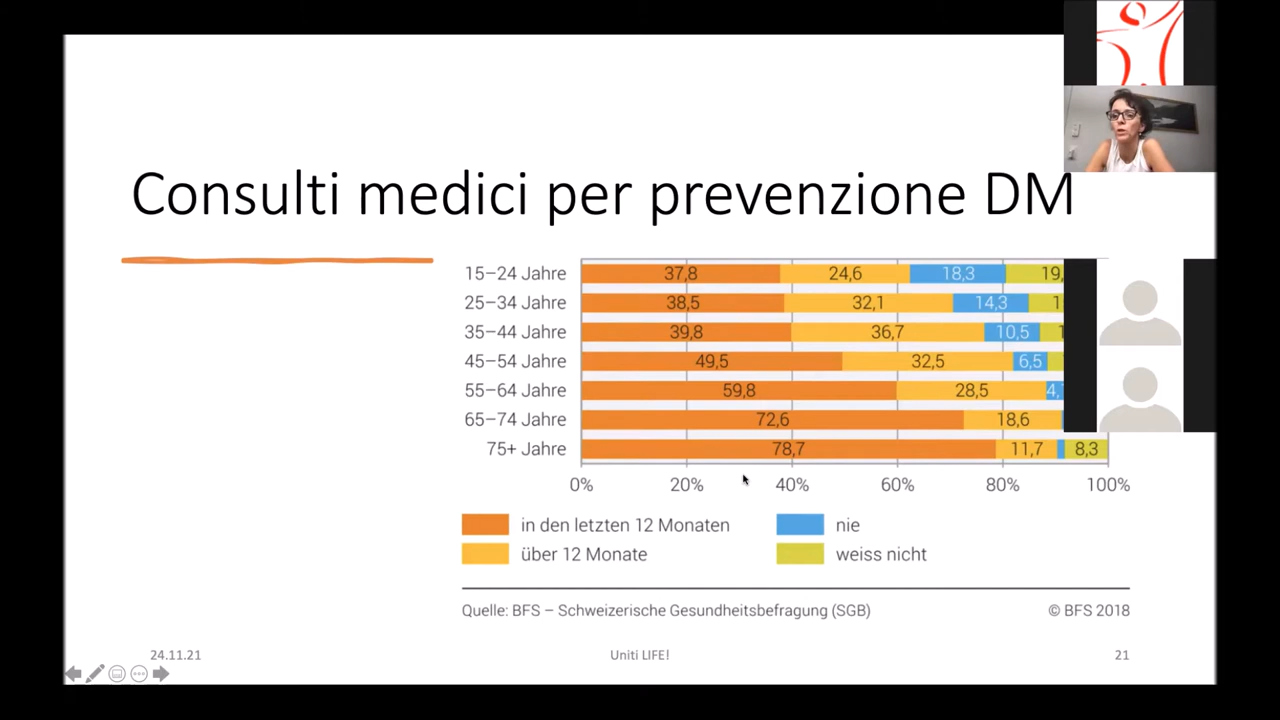 Consulti medici per prevenzione DM
15–24 Jahre 37,8 24,6 18,3
25–34 Jahre 38,5 32,1 14,3
35–44 Jahre 39,8 36,7 10,5
45–54 Jahre 49,5 32,5 6,5
55–64 Jahre 59,8 28,5
65–74 Jahre 72,6 18,6
75+ Jahre 78,7 11,7 8,3
0% 20% 40% 60% 80% 100%
in den letzten 12 Monaten nie
über 12 Monate weiss nicht
Quelle: BFS – Schweizerische Gesundheitsbefragung (SGB) © BFS 2018
24.11.21 Uniti LIFE! 21